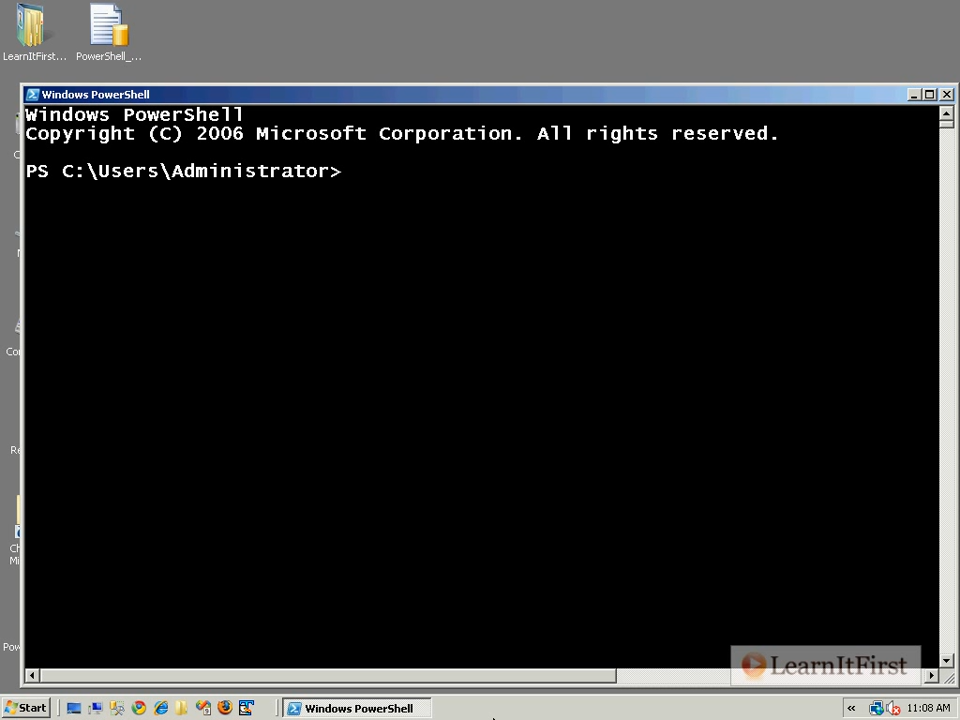 LearnItFirst...
PowerShell_...
Windows PowerShell
Windows PowerShell
Copyright (C) 2006 Microsoft Corporation. All rights reserved.
PS C:\Users\Administrator>
LearnItFirst
Start
Windows PowerShell
«
11:08 AM